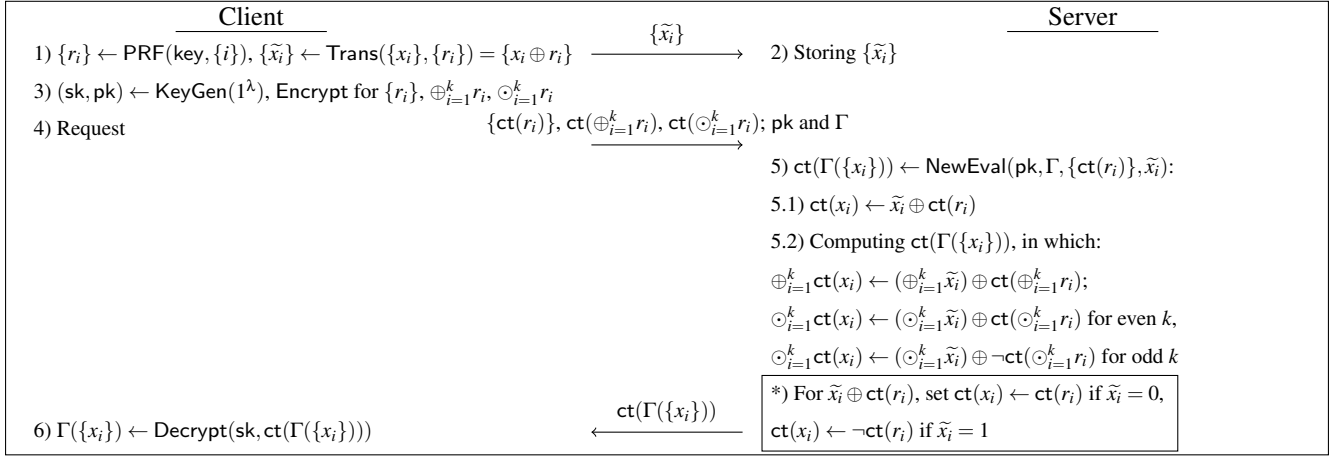 Client Server
1) {r_i} ← PRF(key, {i}), {x̃_i} ← Trans({x_i}, {r_i}) = {x_i ⊕ r_i} {x̃_i} 2) Storing {x̃_i}
3) (sk, pk) ← KeyGen(1^λ), Encrypt for {r_i}, ⊕_{i=1}^k r_i, ⊙_{i=1}^k r_i
4) Request {ct(r_i)}, ct(⊕_{i=1}^k r_i), ct(⊙_{i=1}^k r_i); pk and Γ
5) ct(Γ({x_i})) ← NewEval(pk, Γ, {ct(r_i)}, x̃_i):
5.1) ct(x_i) ← x̃_i ⊕ ct(r_i)
5.2) Computing ct(Γ({x_i})), in which:
⊕_{i=1}^k ct(x_i) ← (⊕_{i=1}^k x̃_i) ⊕ ct(⊕_{i=1}^k r_i);
⊙_{i=1}^k ct(x_i) ← (⊙_{i=1}^k x̃_i) ⊕ ct(⊙_{i=1}^k r_i) for even k,
⊙_{i=1}^k ct(x_i) ← (⊙_{i=1}^k x̃_i) ⊕ ¬ct(⊙_{i=1}^k r_i) for odd k
*) For x̃_i ⊕ ct(r_i), set ct(x_i) ← ct(r_i) if x̃_i = 0,
6) Γ({x_i}) ← Decrypt(sk, ct(Γ({x_i}))) ct(Γ({x_i})) ct(x_i) ← ¬ct(r_i) if x̃_i = 1